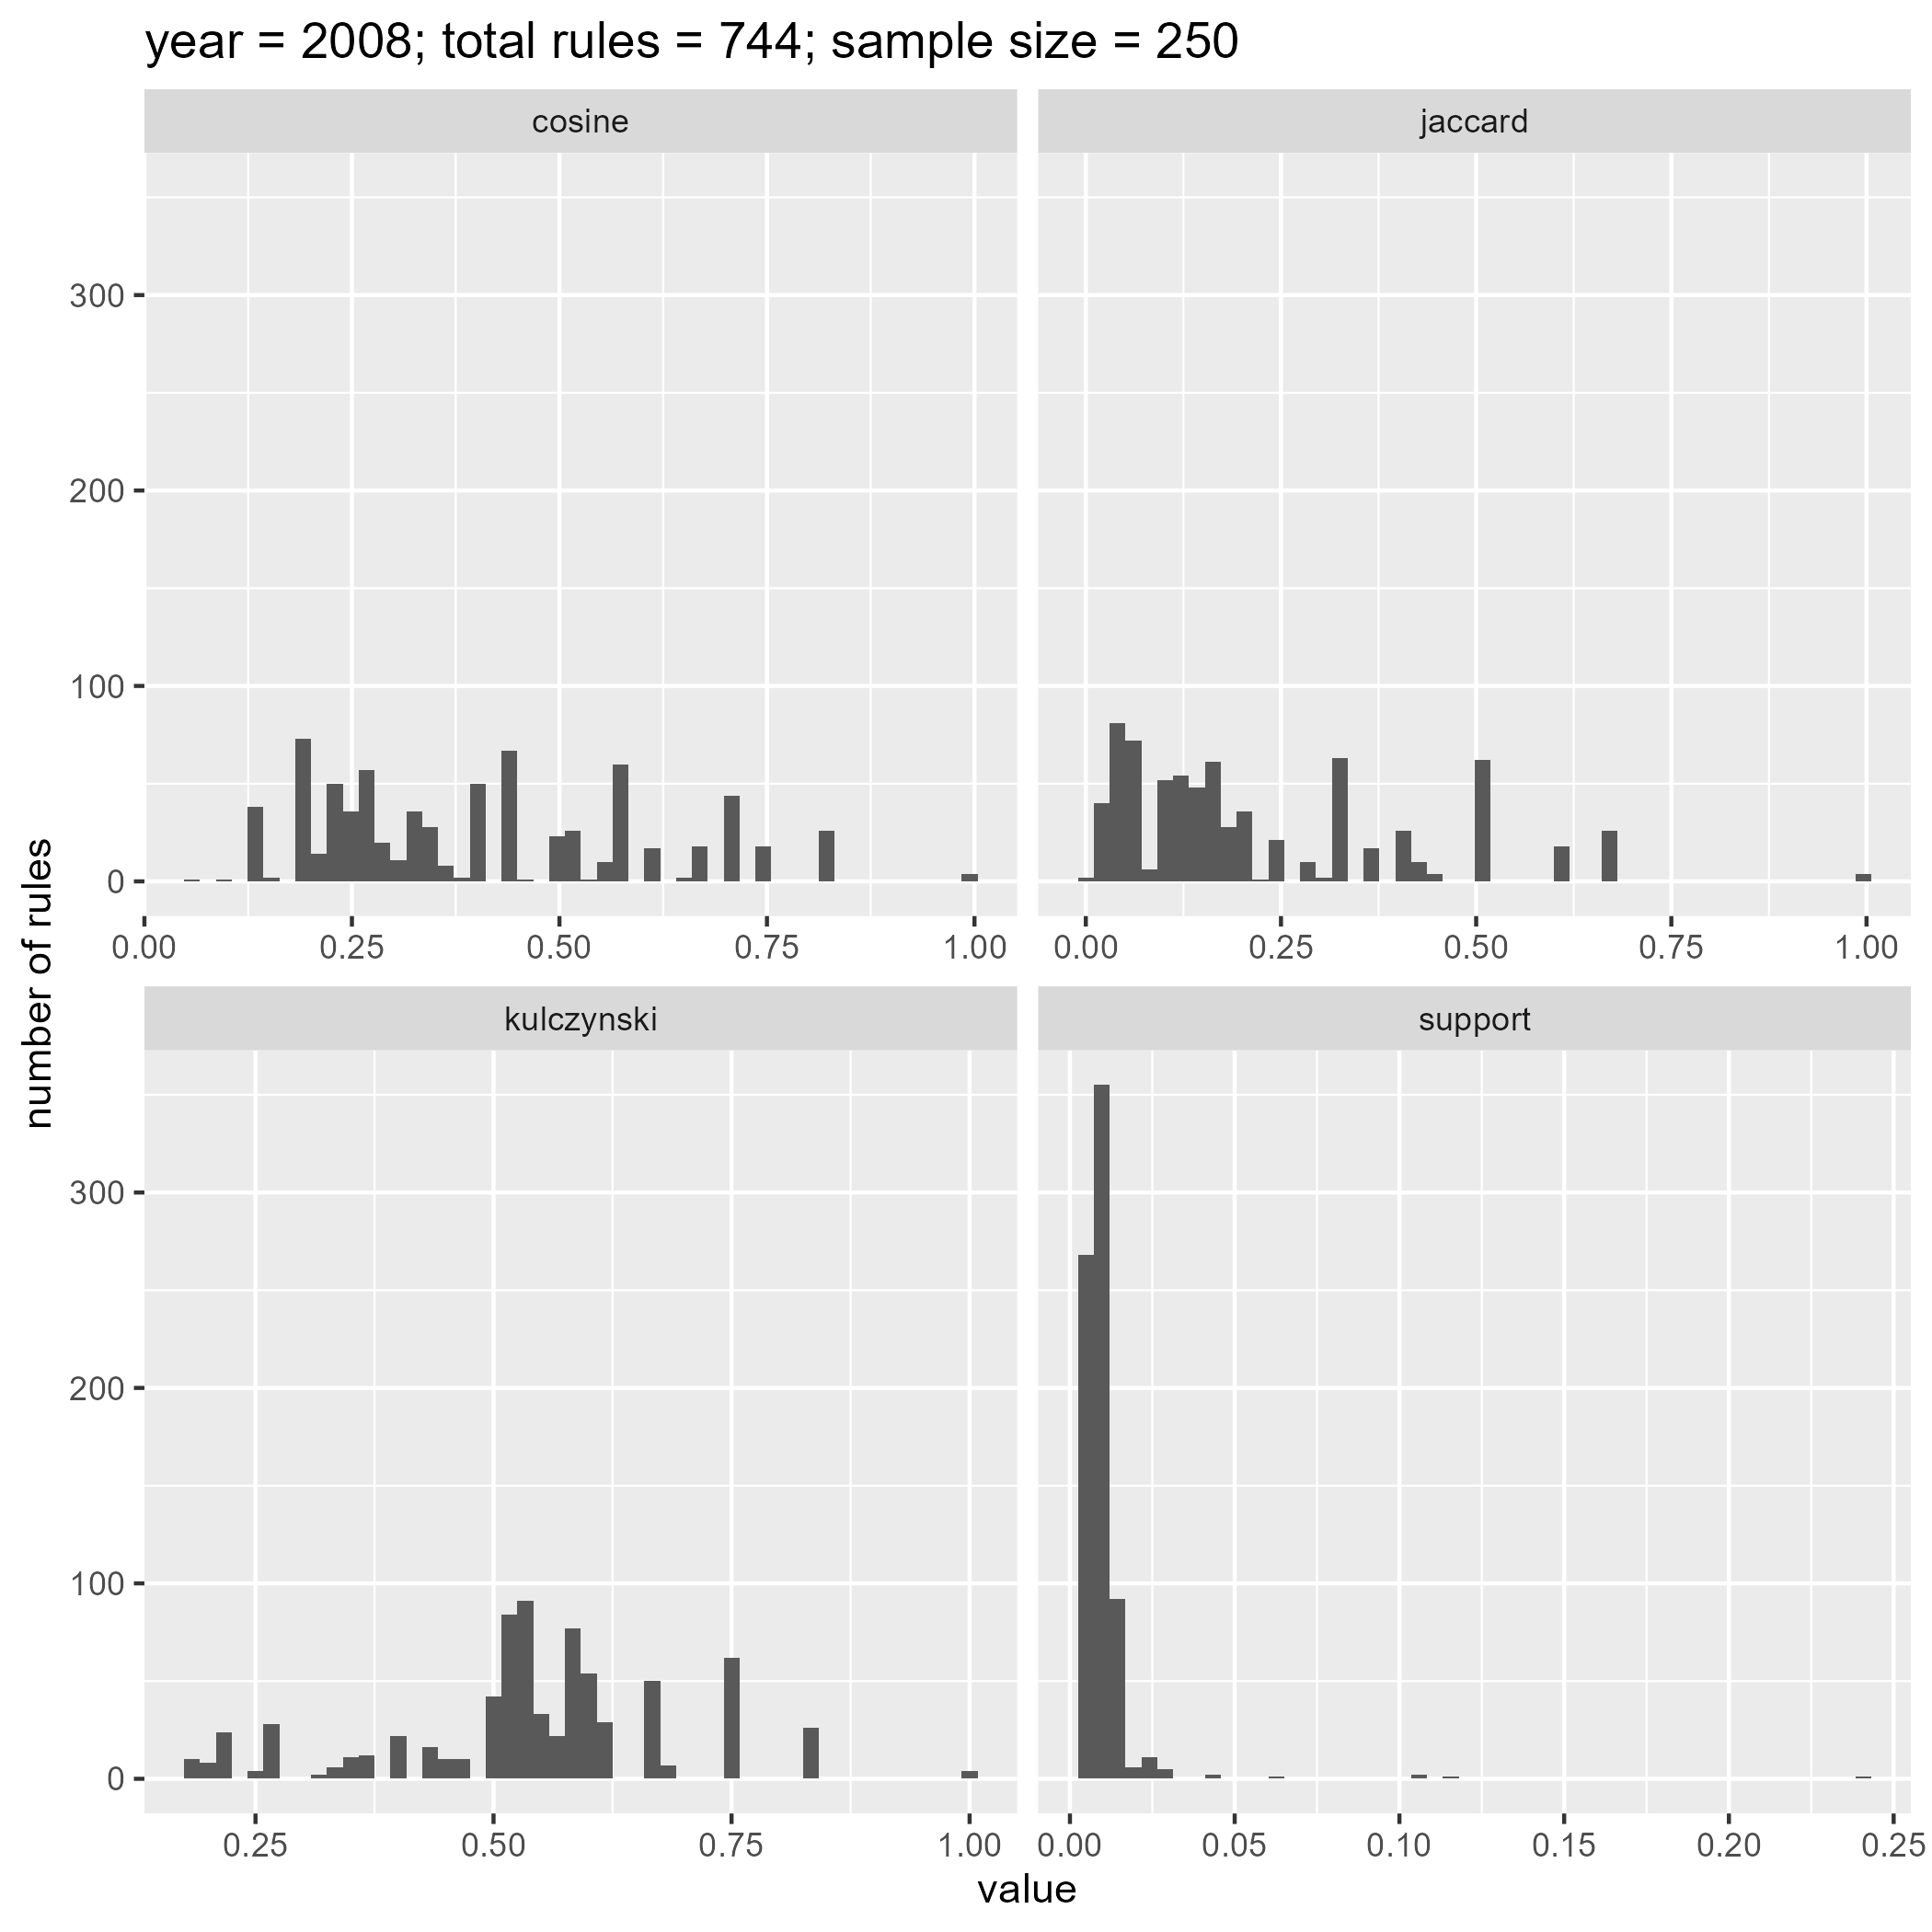 year = 2008; total rules = 744; sample size = 250
cosine
jaccard
300
200
100
0
0.00 0.25 0.50 0.75 1.00
0.00 0.25 0.50 0.75 1.00
number of rules
kulczynski
support
300
200
100
0
0.25 0.50 0.75 1.00
0.00 0.05 0.10 0.15 0.20 0.25
value